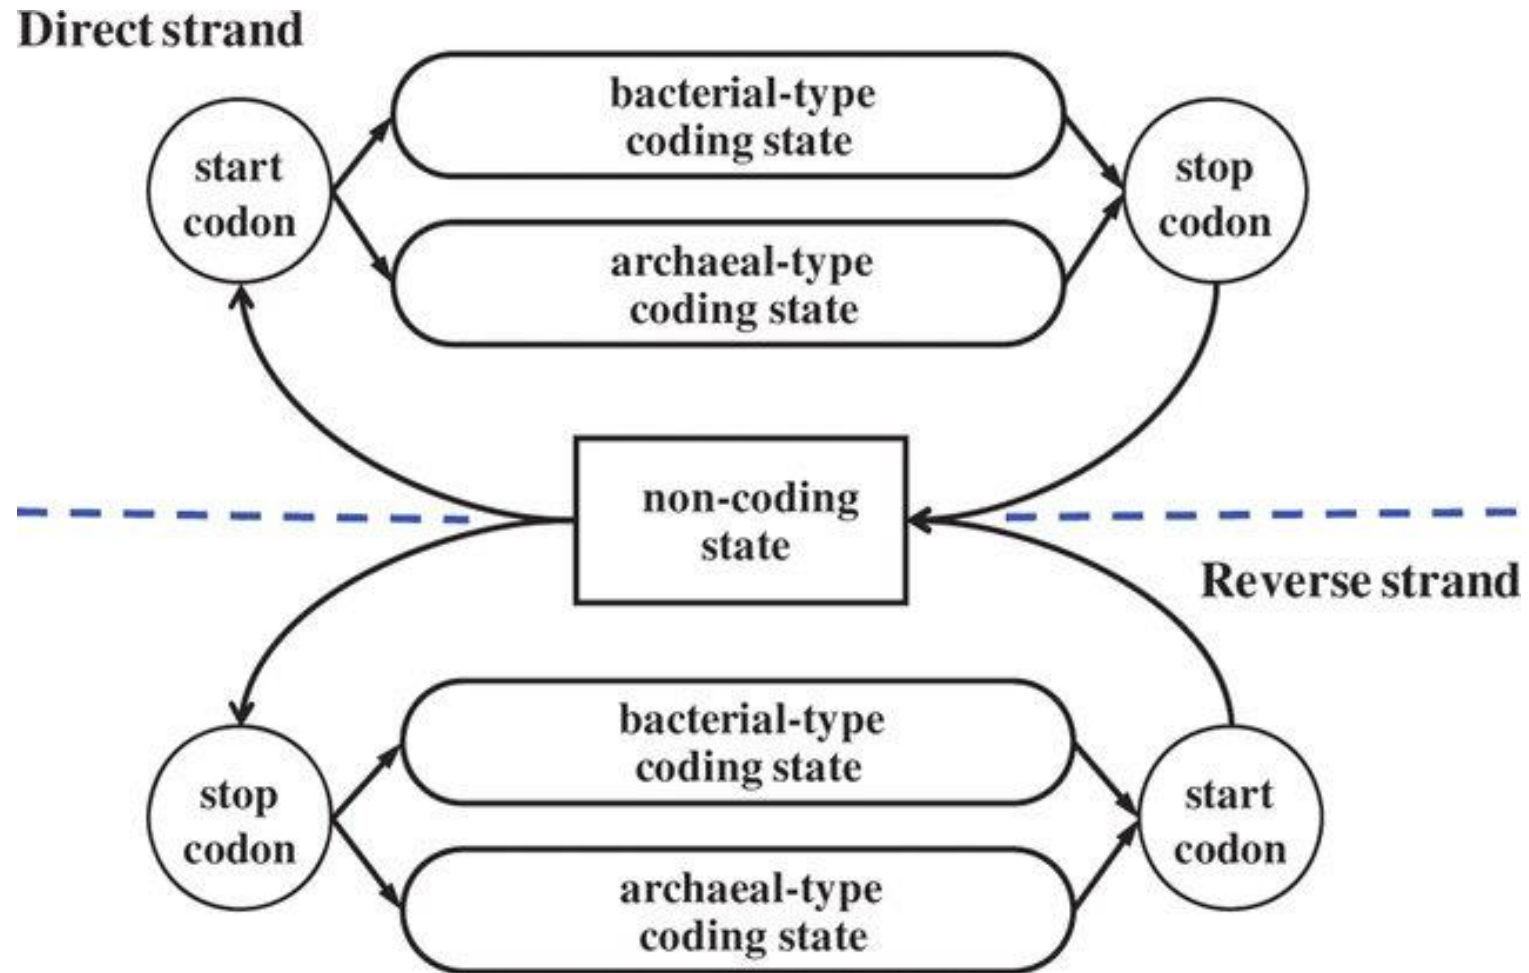 Direct strand
bacterial-type
coding state
start
codon
stop
codon
archaeal-type
coding state
non-coding
state
Reverse strand
bacterial-type
coding state
stop
codon
start
codon
archaeal-type
coding state